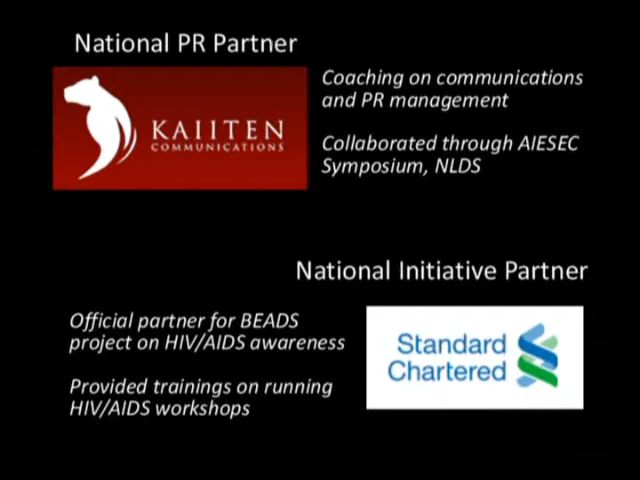 National PR Partner
KAIITEN
COMMUNICATIONS
Coaching on communications
and PR management
Collaborated through AIESEC
Symposium, NLDS
National Initiative Partner
Official partner for BEADS
project on HIV/AIDS awareness
Provided trainings on running
HIV/AIDS workshops
Standard
Chartered